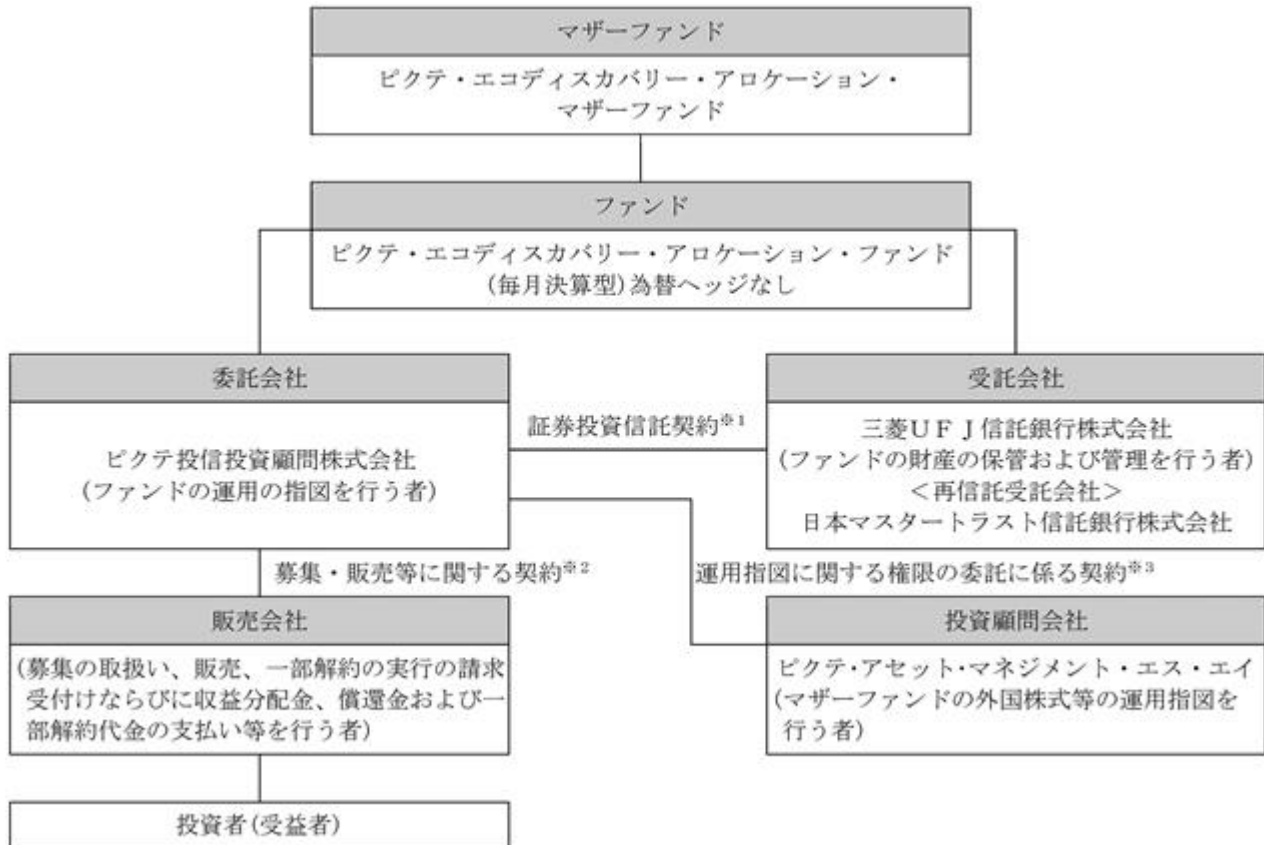 マザーファンド
ピクテ・エコディスカバリー・アロケーション・
マザーファンド
ファンド
ピクテ・エコディスカバリー・アロケーション・ファンド
(毎月決算型)為替ヘッジなし
委託会社
ピクテ投信投資顧問株式会社
(ファンドの運用の指図を行う者)
証券投資信託契約※1
受託会社
三菱UFJ信託銀行株式会社
(ファンドの財産の保管および管理を行う者)
<再信託受託会社>
日本マスタートラスト信託銀行株式会社
募集・販売等に関する契約※2
運用指図に関する権限の委託に係る契約※3
販売会社
(募集の取扱い、販売、一部解約の実行の請求
受付けならびに収益分配金、償還金および一
部解約代金の支払い等を行う者)
投資顧問会社
ピクテ・アセット・マネジメント・エス・エイ
(マザーファンドの外国株式等の運用指図を
行う者)
投資者(受益者)